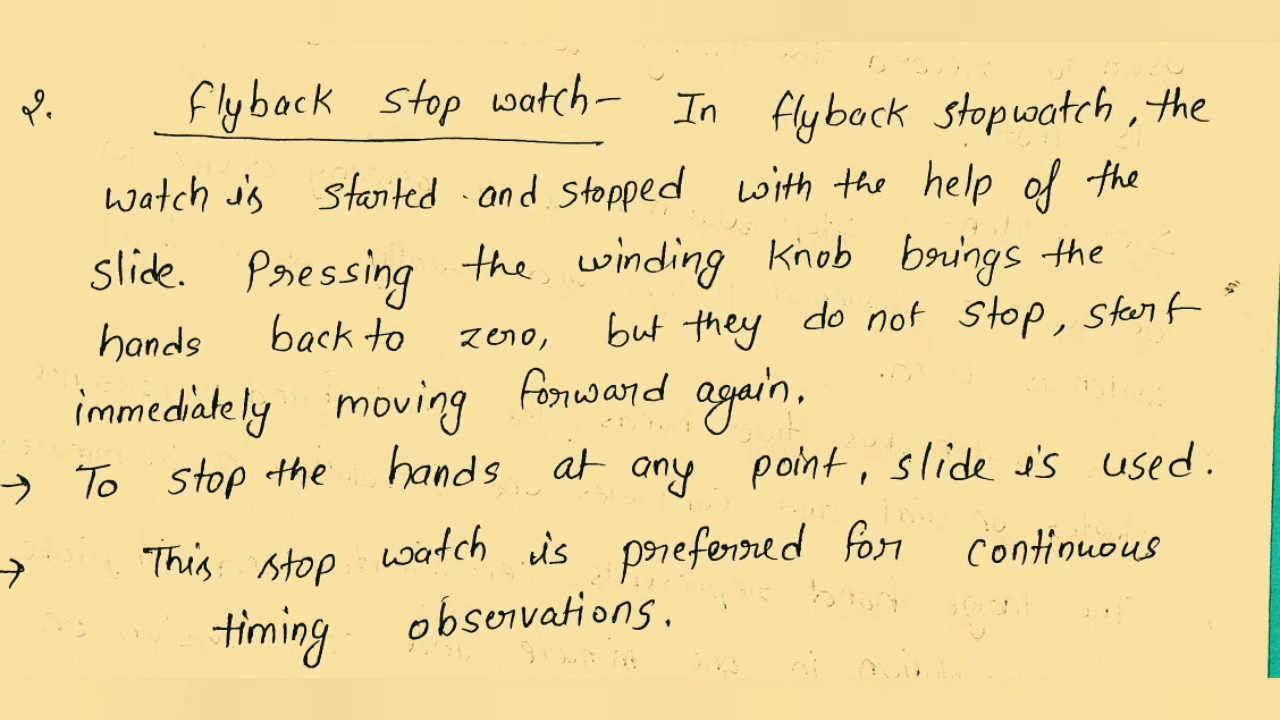 2. Flyback Stop watch- In flyback stopwatch, the
watch is started and stopped with the help of the
slide. Pressing the winding Knob brings the
hands back to zero, but they do not stop, start
immediately moving forward again.
→ To stop the hands at any point, slide is used.
→ This stop watch is preferred for continuous
timing observations.